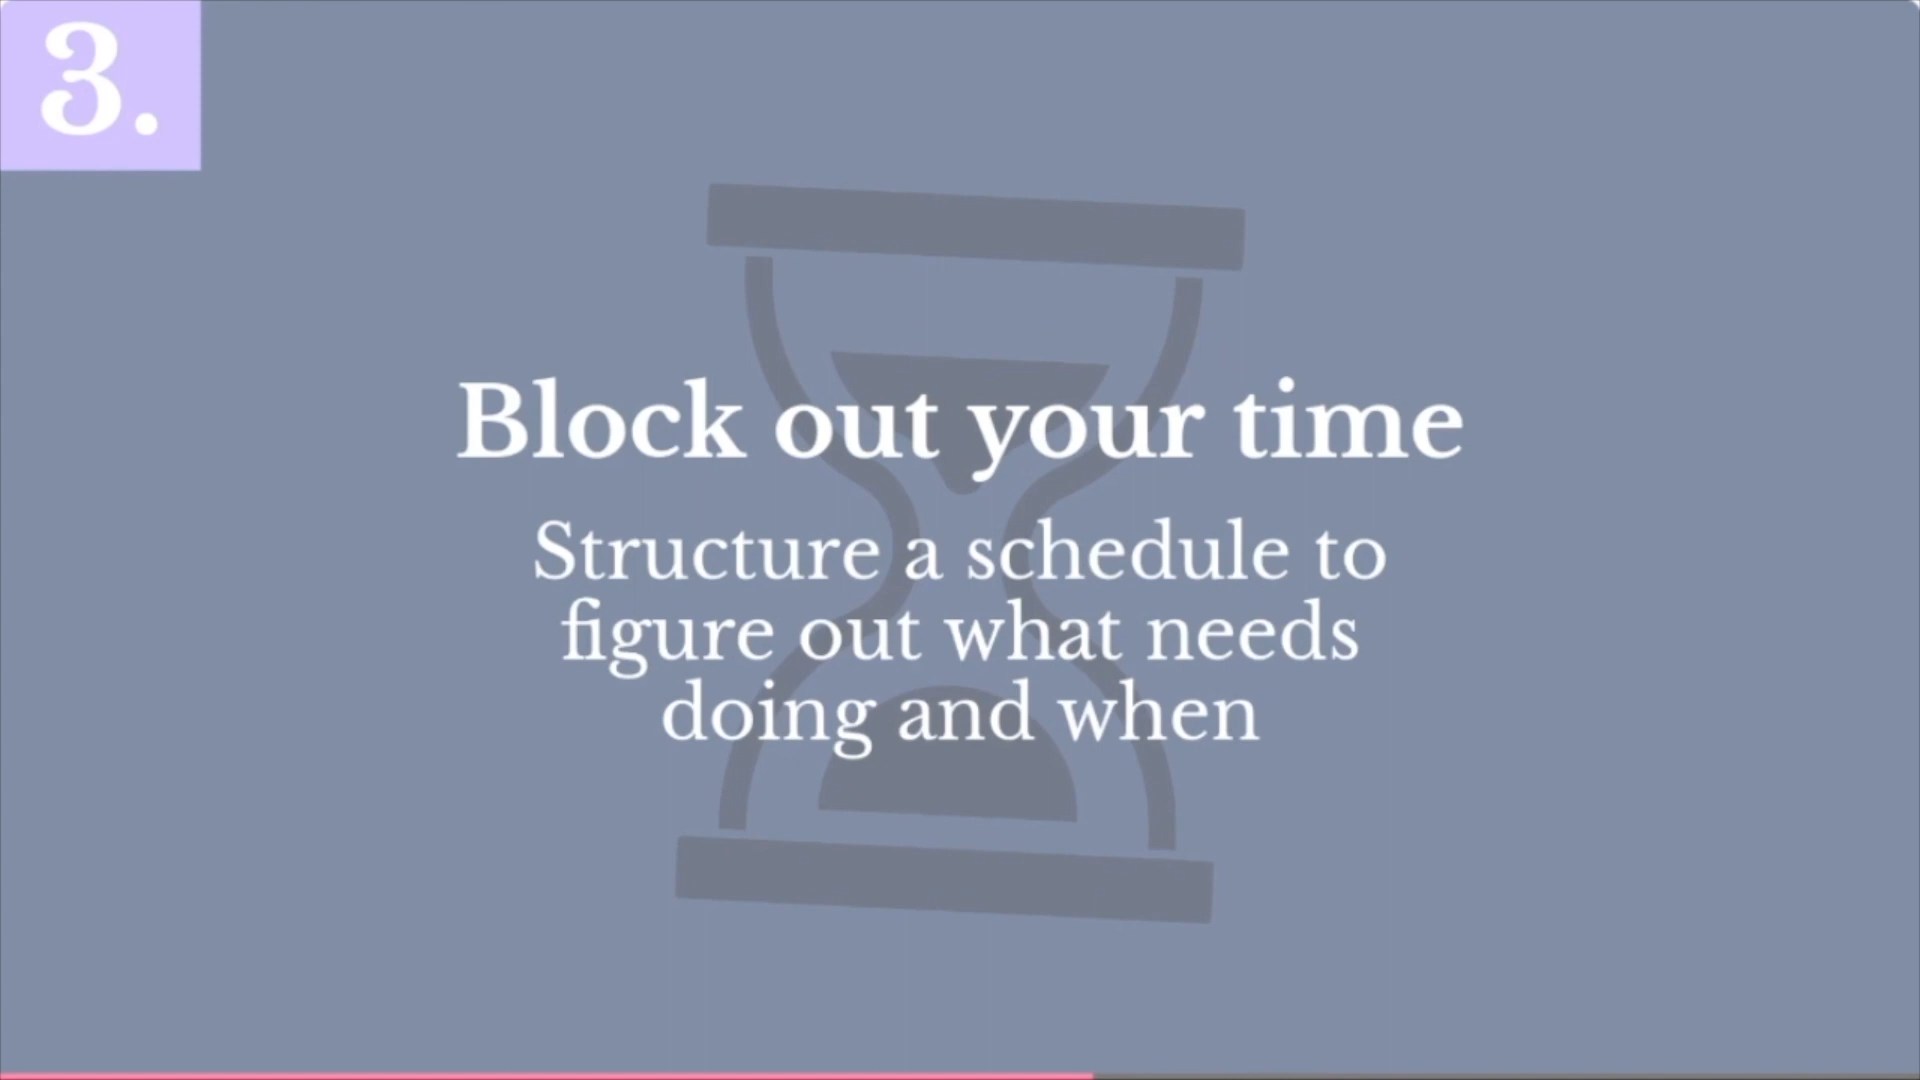 3.
Block out your time
Structure a schedule to
figure out what needs
doing and when